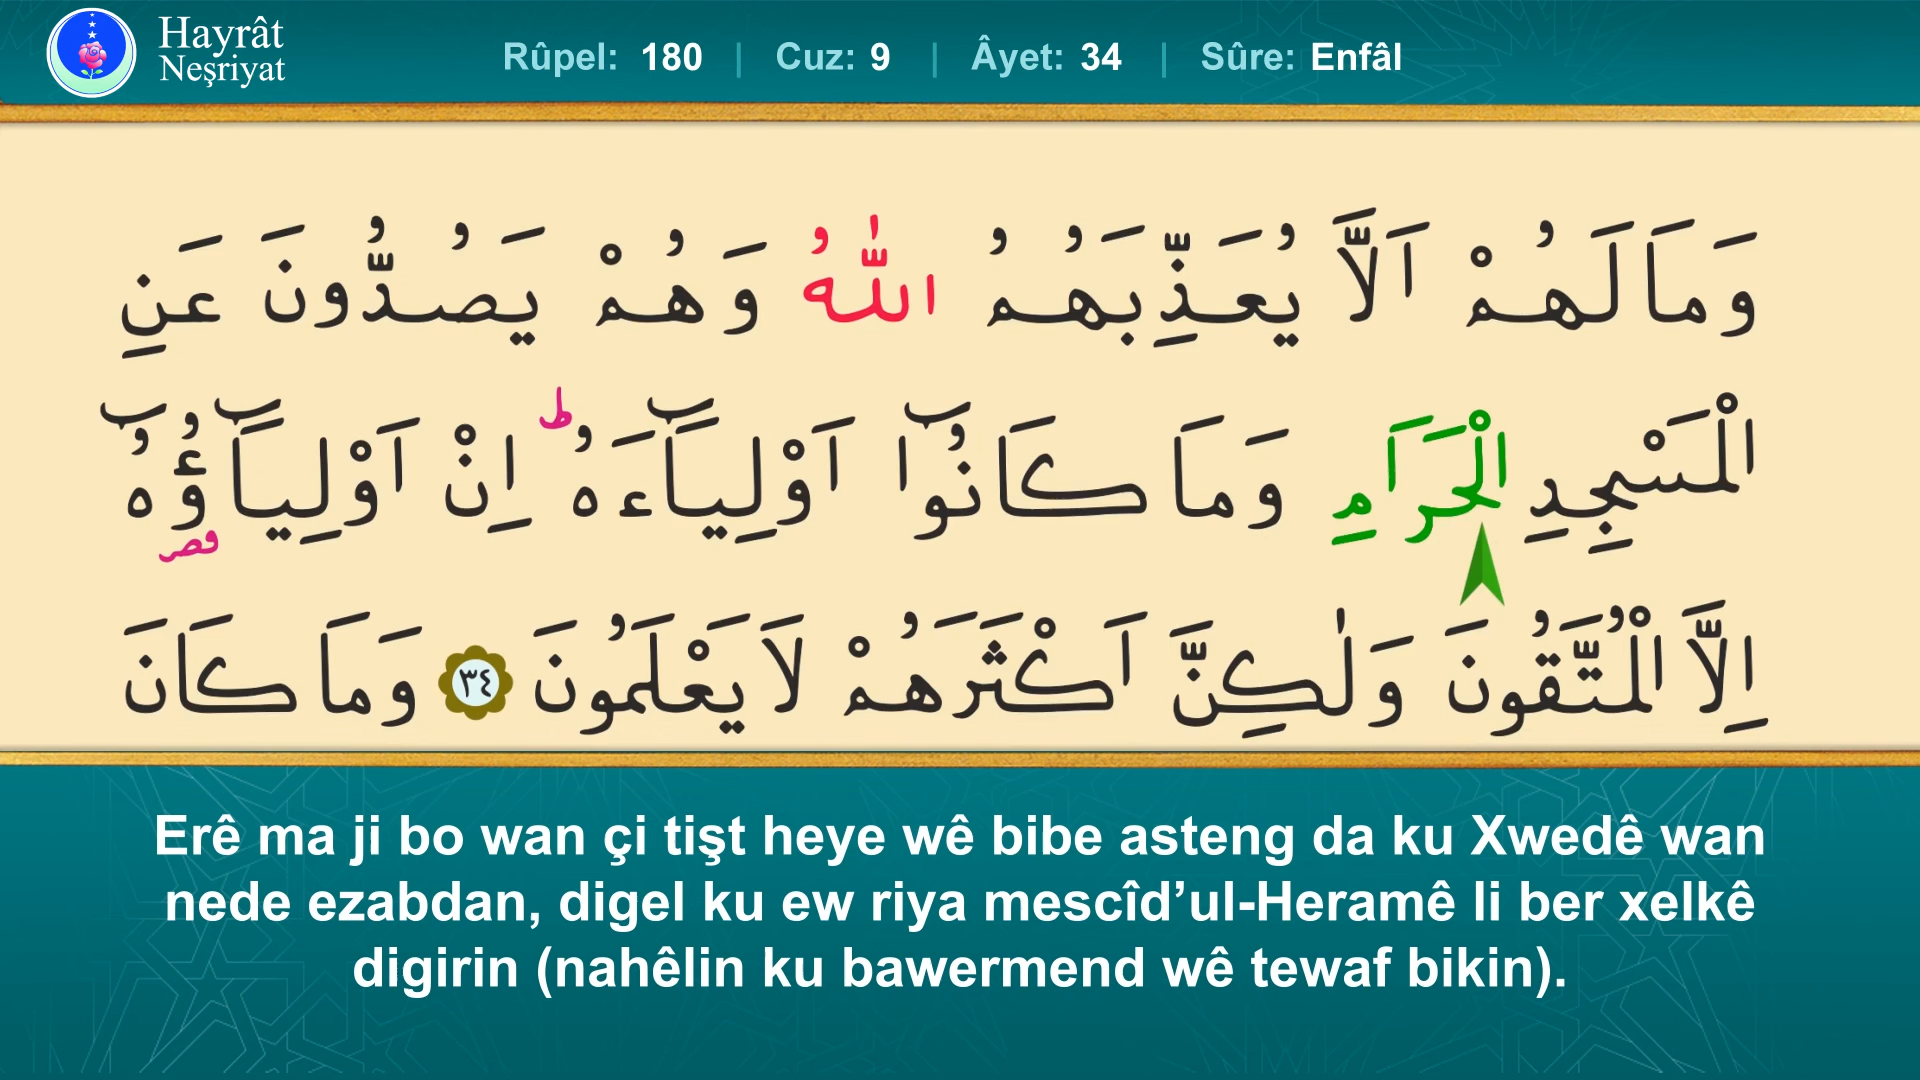 Hayrât
Neşriyat
Rûpel: 180 | Cuz: 9 | Âyet: 34 | Sûre: Enfâl
وَمَا لَهُمْ اَلَّا يُعَذِّبَهُمُ اللّٰهُ وَهُمْ يَصُدُّونَ عَنِ
الْمَسْجِدِ الْحَرَامِ وَمَا كَانُٓوا اَوْلِيَٓاءَهُ ط اِنْ اَوْلِيَٓاؤُ۬هُٓ قصر
اِلَّا الْمُتَّقُونَ وَلٰكِنَّ اَكْثَرَهُمْ لَا يَعْلَمُونَ ٣٤ وَمَا كَانَ
Erê ma ji bo wan çi tişt heye wê bibe asteng da ku Xwedê wan
nede ezabdan, digel ku ew riya mescîd’ul-Heramê li ber xelkê
digirin (nahêlin ku bawermend wê tewaf bikin).